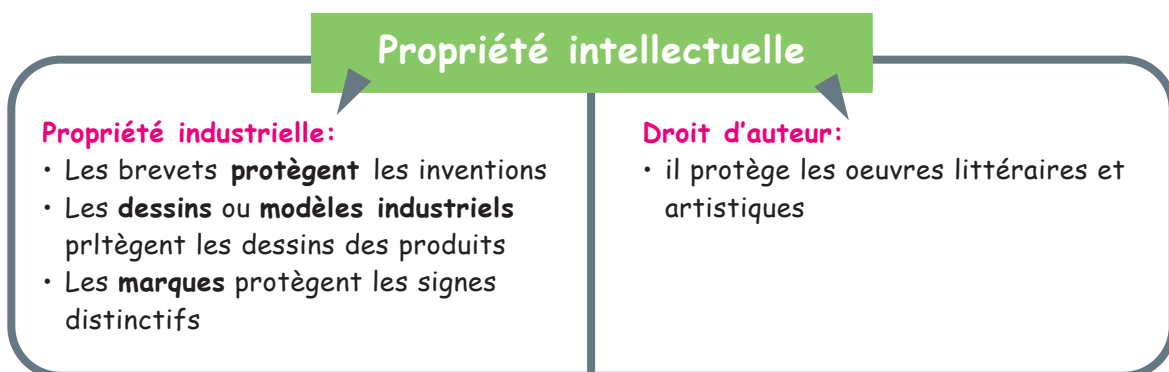 Propriété intellectuelle
Propriété industrielle:
• Les brevets protègent les inventions
• Les dessins ou modèles industriels
prltègent les dessins des produits
• Les marques protègent les signes
distinctifs
Droit d'auteur:
• il protège les oeuvres littéraires et
artistiques